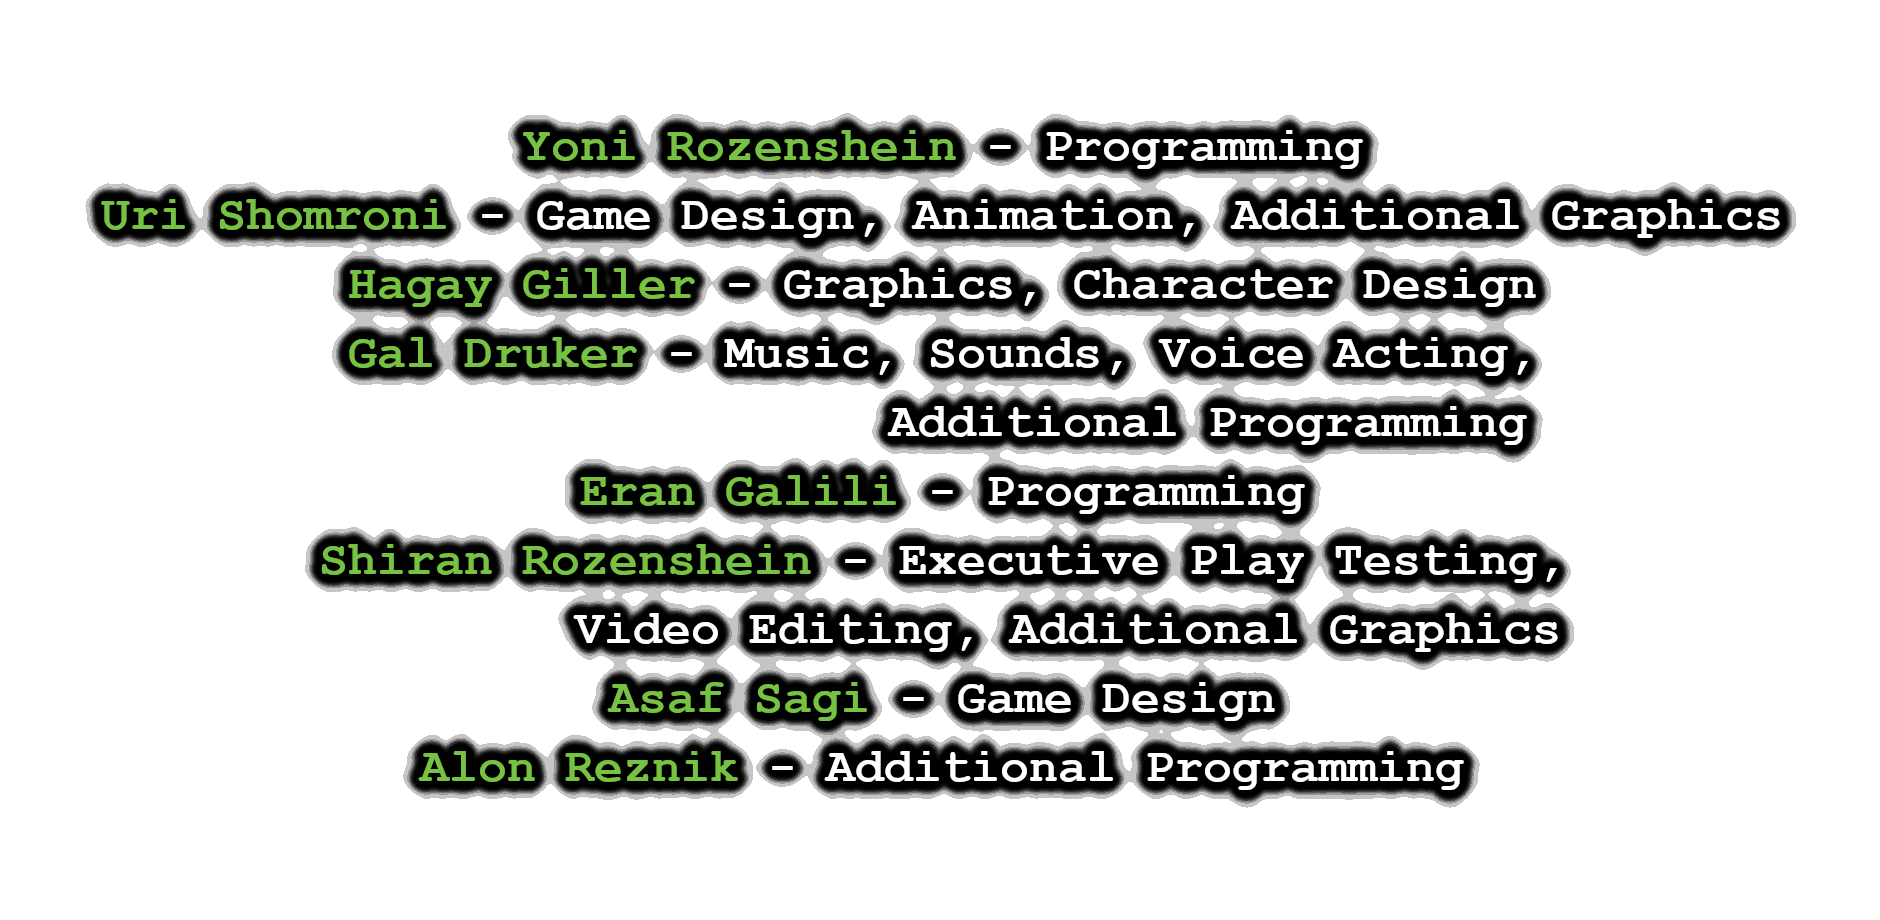 Yoni Rozenshein - Programming
Uri Shomroni - Game Design, Animation, Additional Graphics
Hagay Giller - Graphics, Character Design
Gal Druker - Music, Sounds, Voice Acting,
Additional Programming
Eran Galili - Programming
Shiran Rozenshein - Executive Play Testing,
Video Editing, Additional Graphics
Asaf Sagi - Game Design
Alon Reznik - Additional Programming